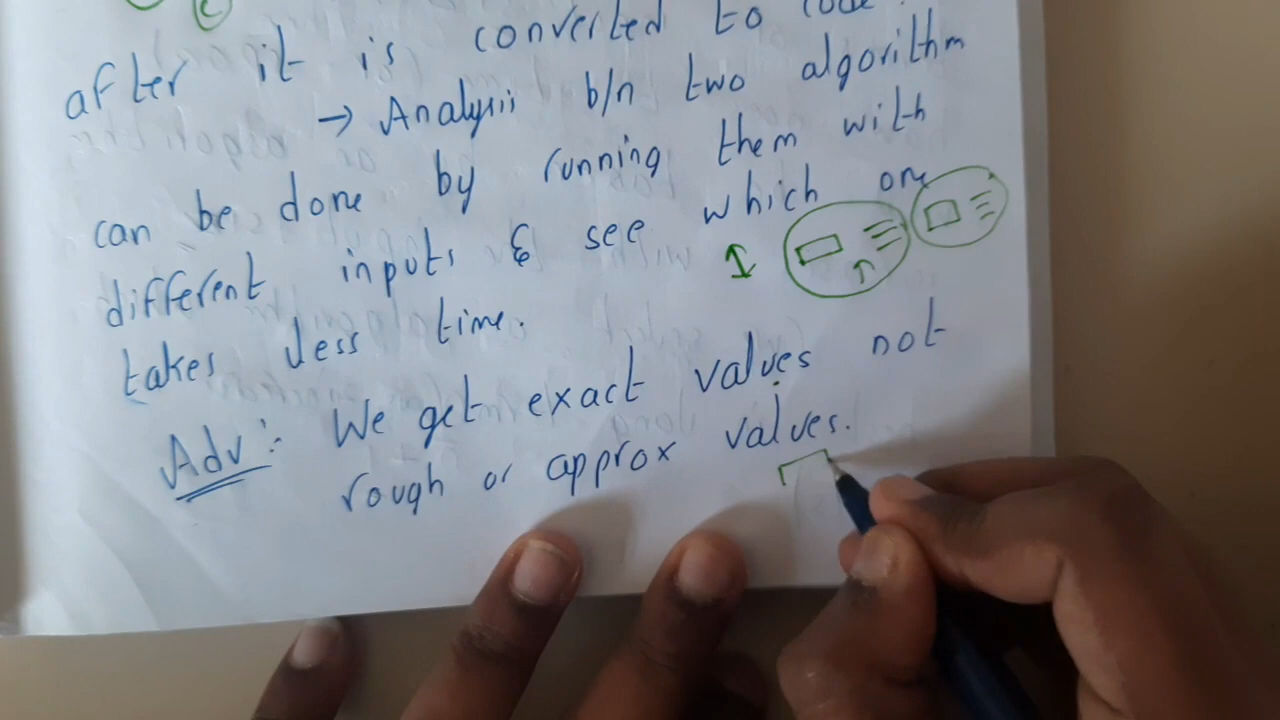 after it is converted to code.
→ Analysis b/n two algorithm
can be done by running them with
different inputs & see which one
takes less time.
Adv: We get exact values not
rough or approx values.